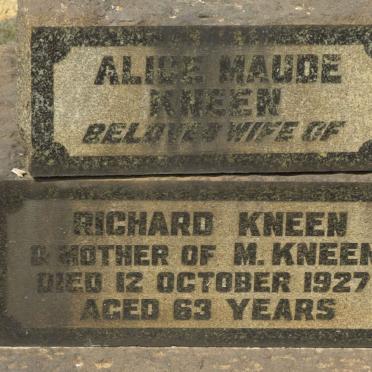 ALICE MAUDE
KNEEN
BELOVED WIFE OF
RICHARD KNEEN
& MOTHER OF M. KNEEN
DIED 12 OCTOBER 1927
AGED 63 YEARS